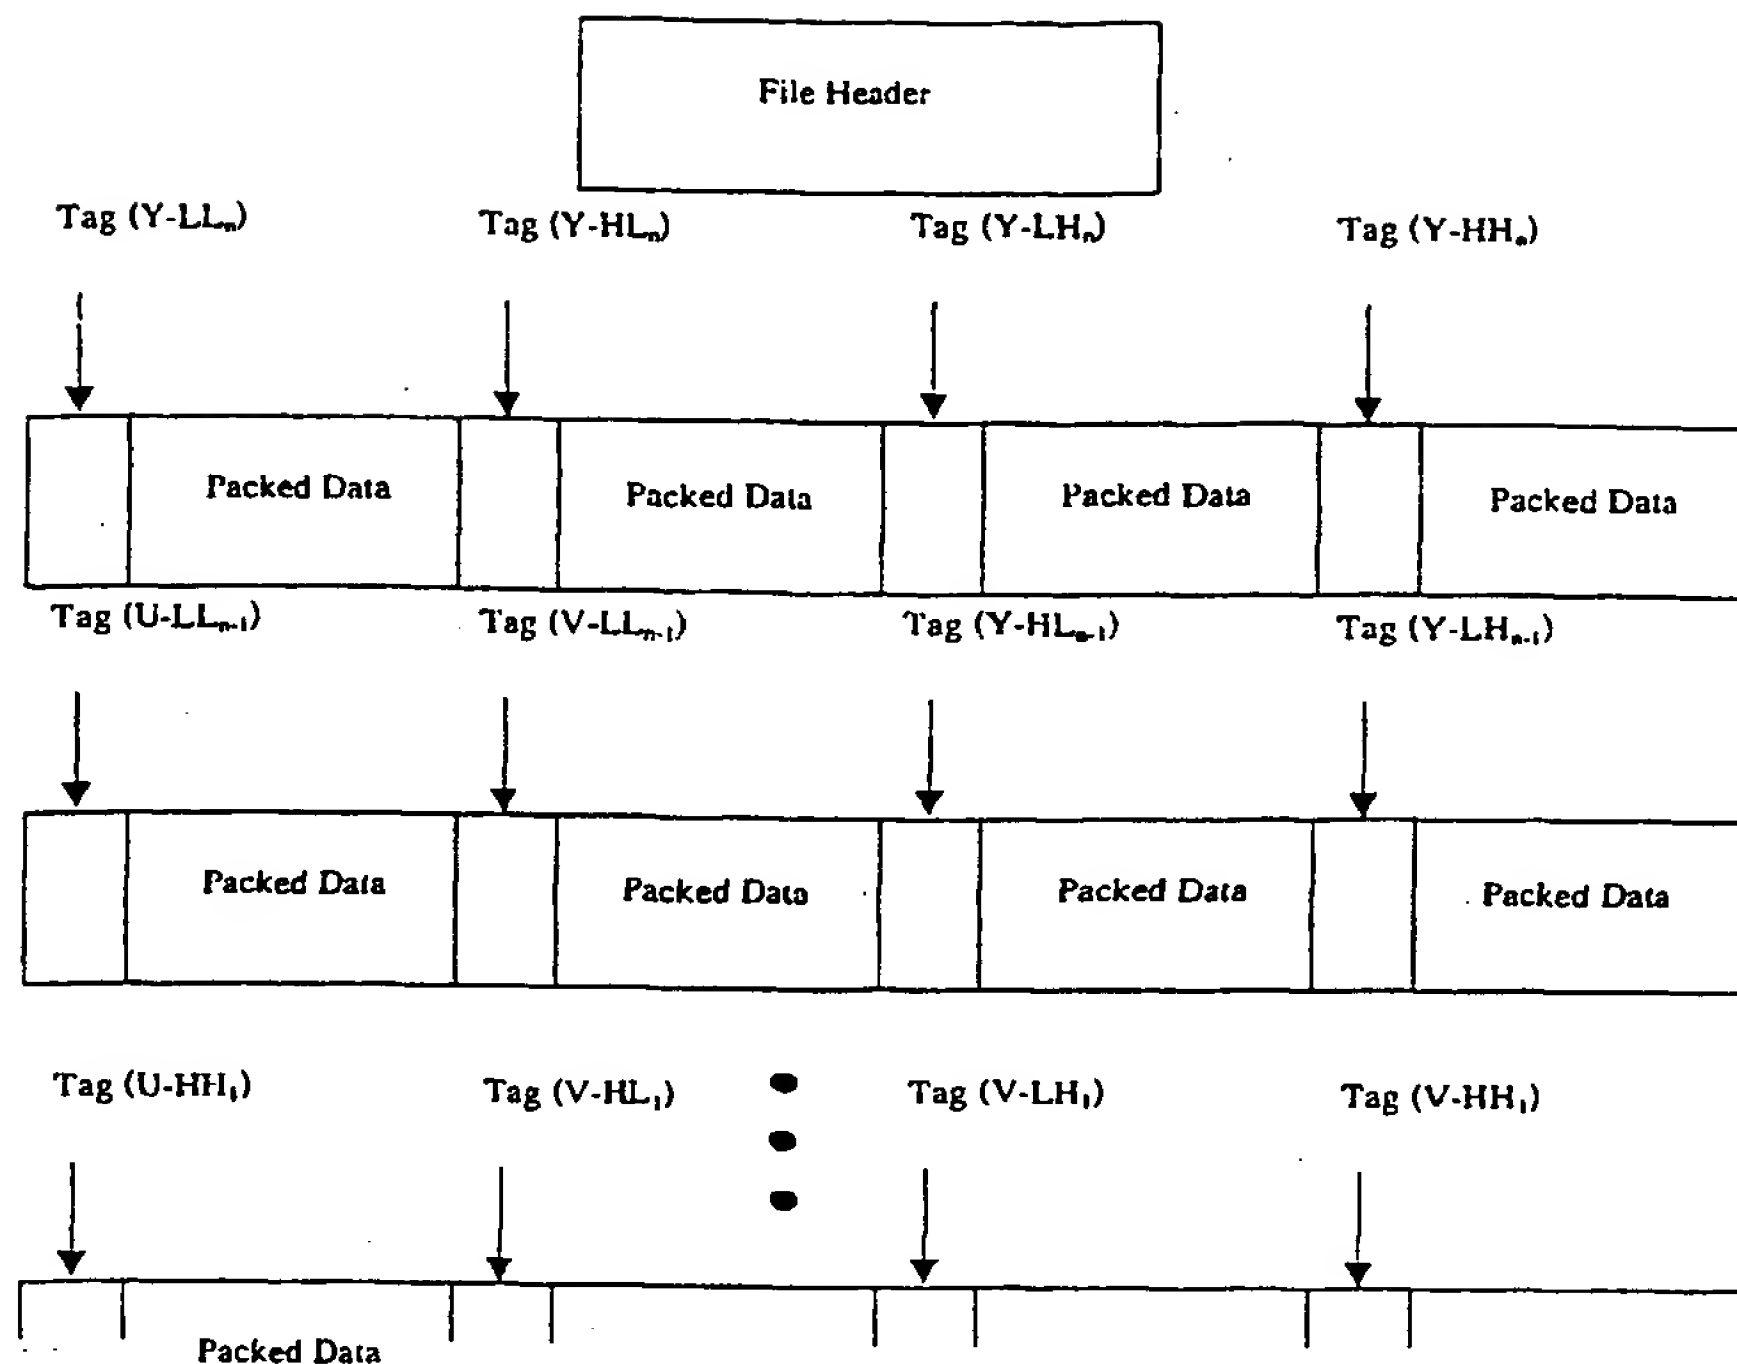 File Header
Tag (Y-LLₙ) Tag (Y-HLₙ) Tag (Y-LHₙ) Tag (Y-HHₙ)
Packed Data Packed Data Packed Data Packed Data
Tag (U-LLₙ₋₁) Tag (V-LLₙ₋₁) Tag (Y-HLₙ₋₁) Tag (Y-LHₙ₋₁)
Packed Data Packed Data Packed Data Packed Data
Tag (U-HH₁) Tag (V-HL₁) Tag (V-LH₁) Tag (V-HH₁)
Packed Data